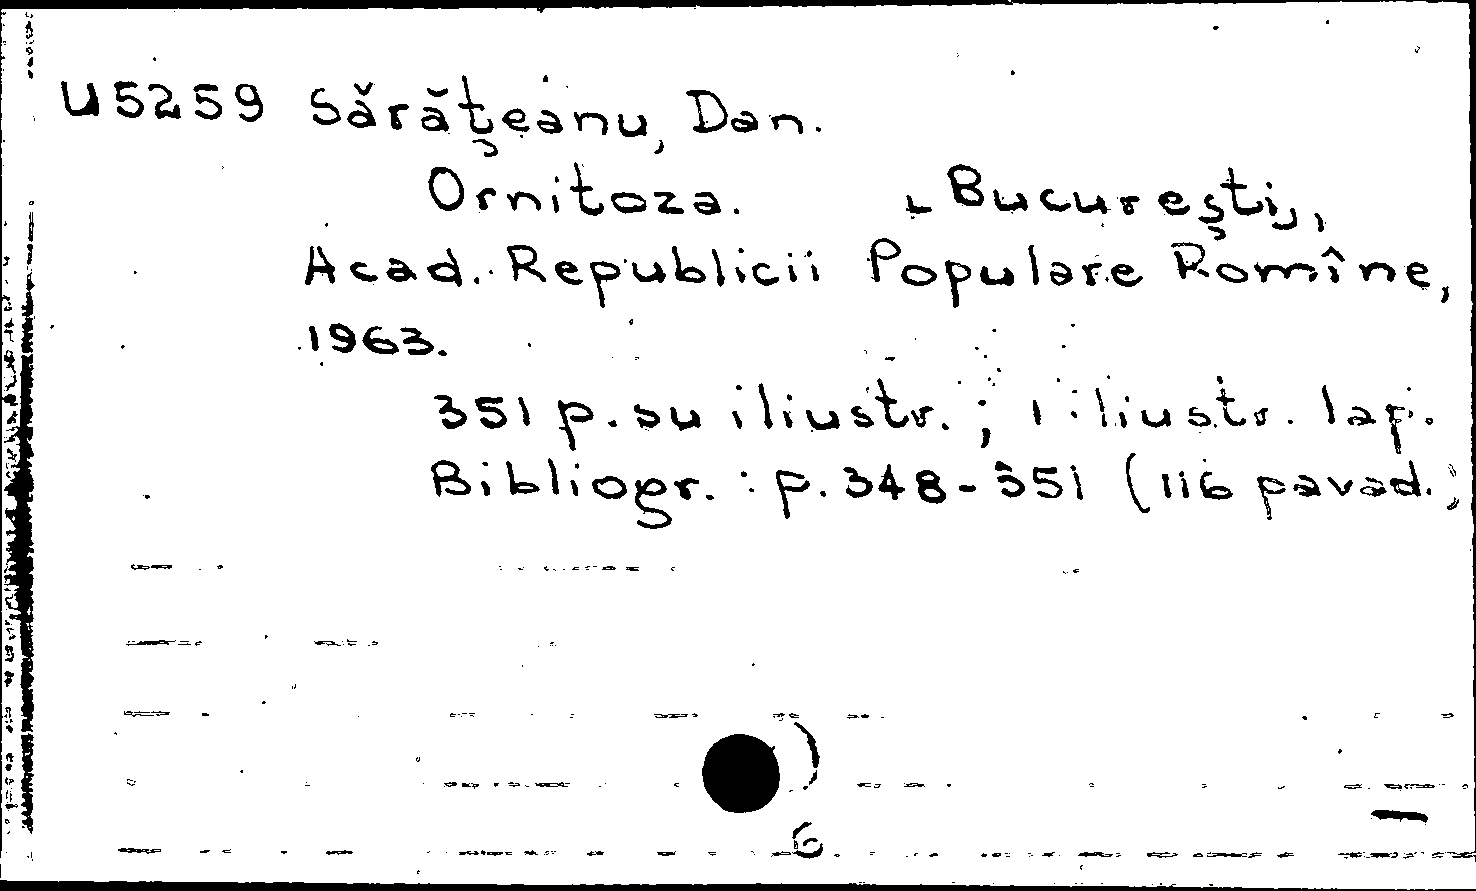 U5259 Sărăţeanu, Dan.
Ornitoza. [Bucureşti],
Acad. Republicii Populare Romîne,
1963.
351 p. su iliustr. ; 1 iliustr. lap.
Bibliogr. : p. 348-351 (116 pavad.)
6